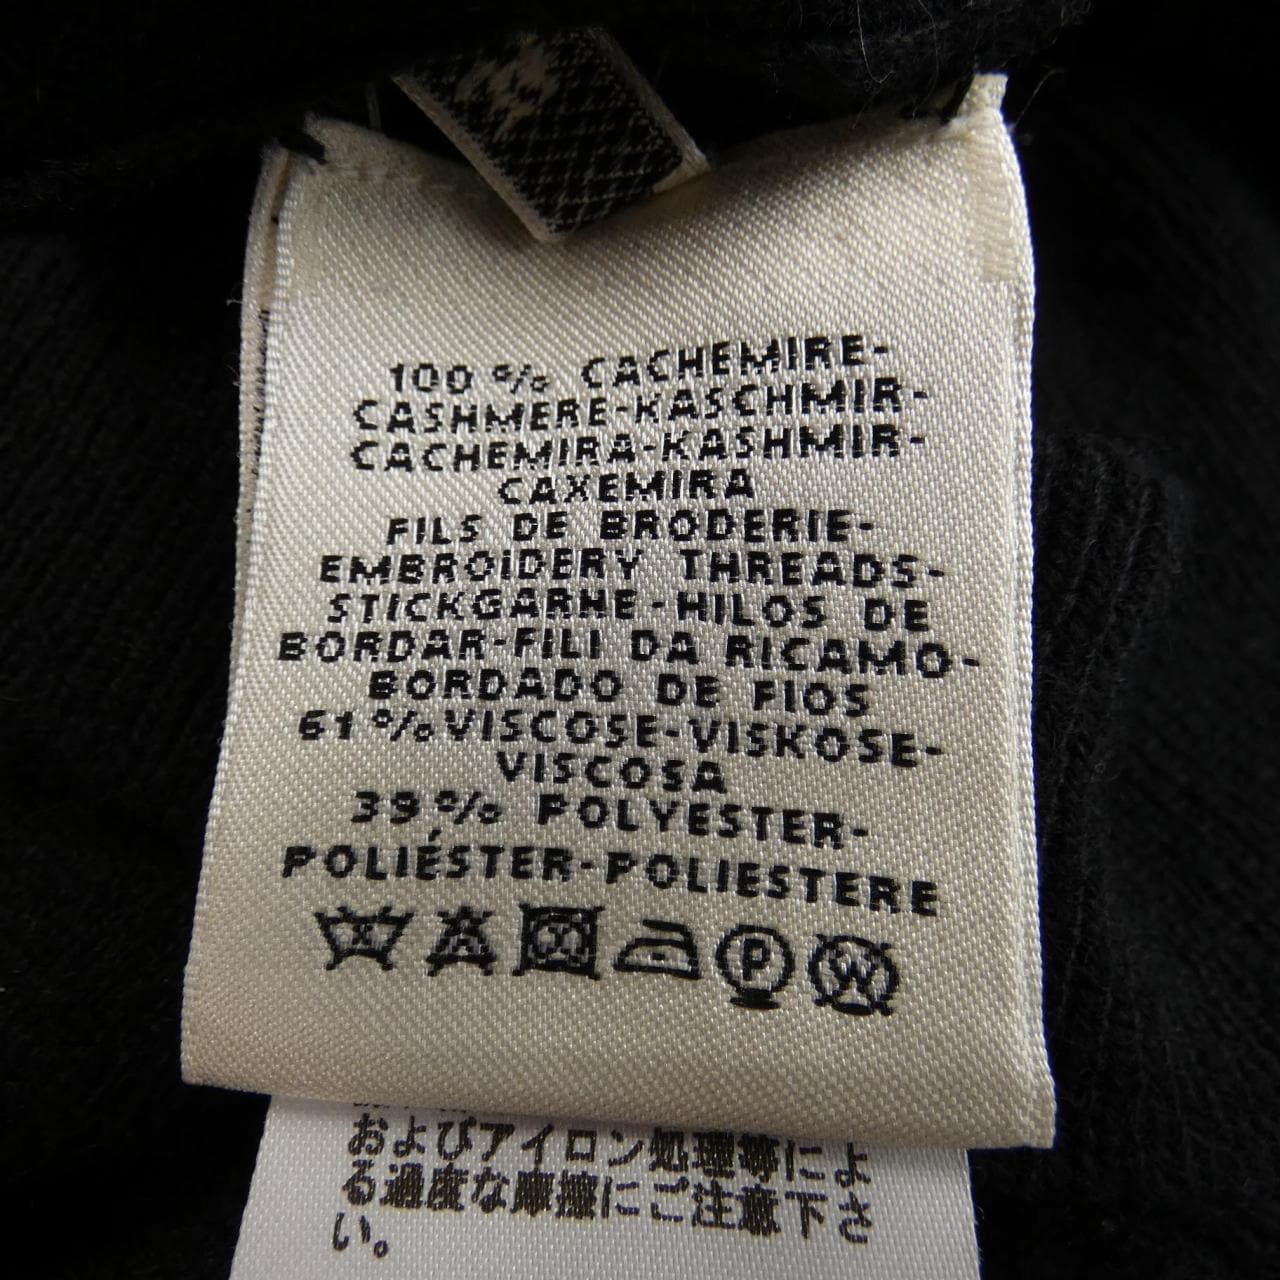 100 % CACHEMIRE-
CASHMERE-KASCHMIR-
CACHEMIRA-KASHMIR-
CAXEMIRA
FILS DE BRODERIE-
EMBROIDERY THREADS-
STICKGARNE-HILOS DE
BORDAR-FILI DA RICAMO-
BORDADO DE FIOS
61 % VISCOSE-VISKOSE-
VISCOSA
39 % POLYESTER-
POLIÉSTER-POLIESTERE
P W
およびアイロン処理等によ
る過度な摩擦にご注意下さ
い。